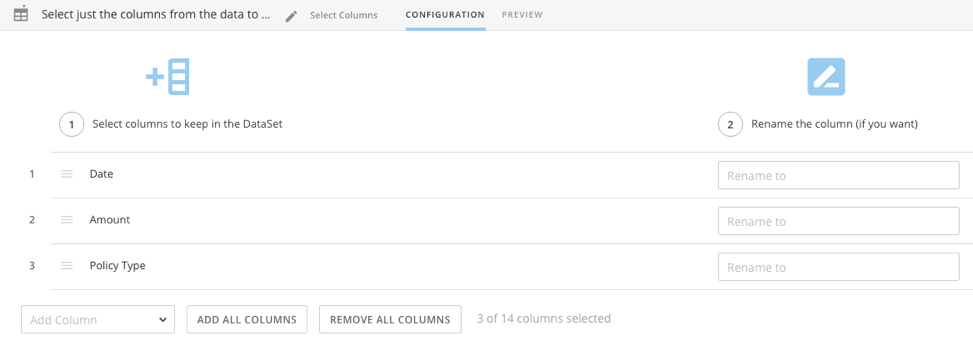 Select just the columns from the data to ... Select Columns CONFIGURATION PREVIEW
1 Select columns to keep in the DataSet 2 Rename the column (if you want)
1 Date Rename to
2 Amount Rename to
3 Policy Type Rename to
Add Column ADD ALL COLUMNS REMOVE ALL COLUMNS 3 of 14 columns selected